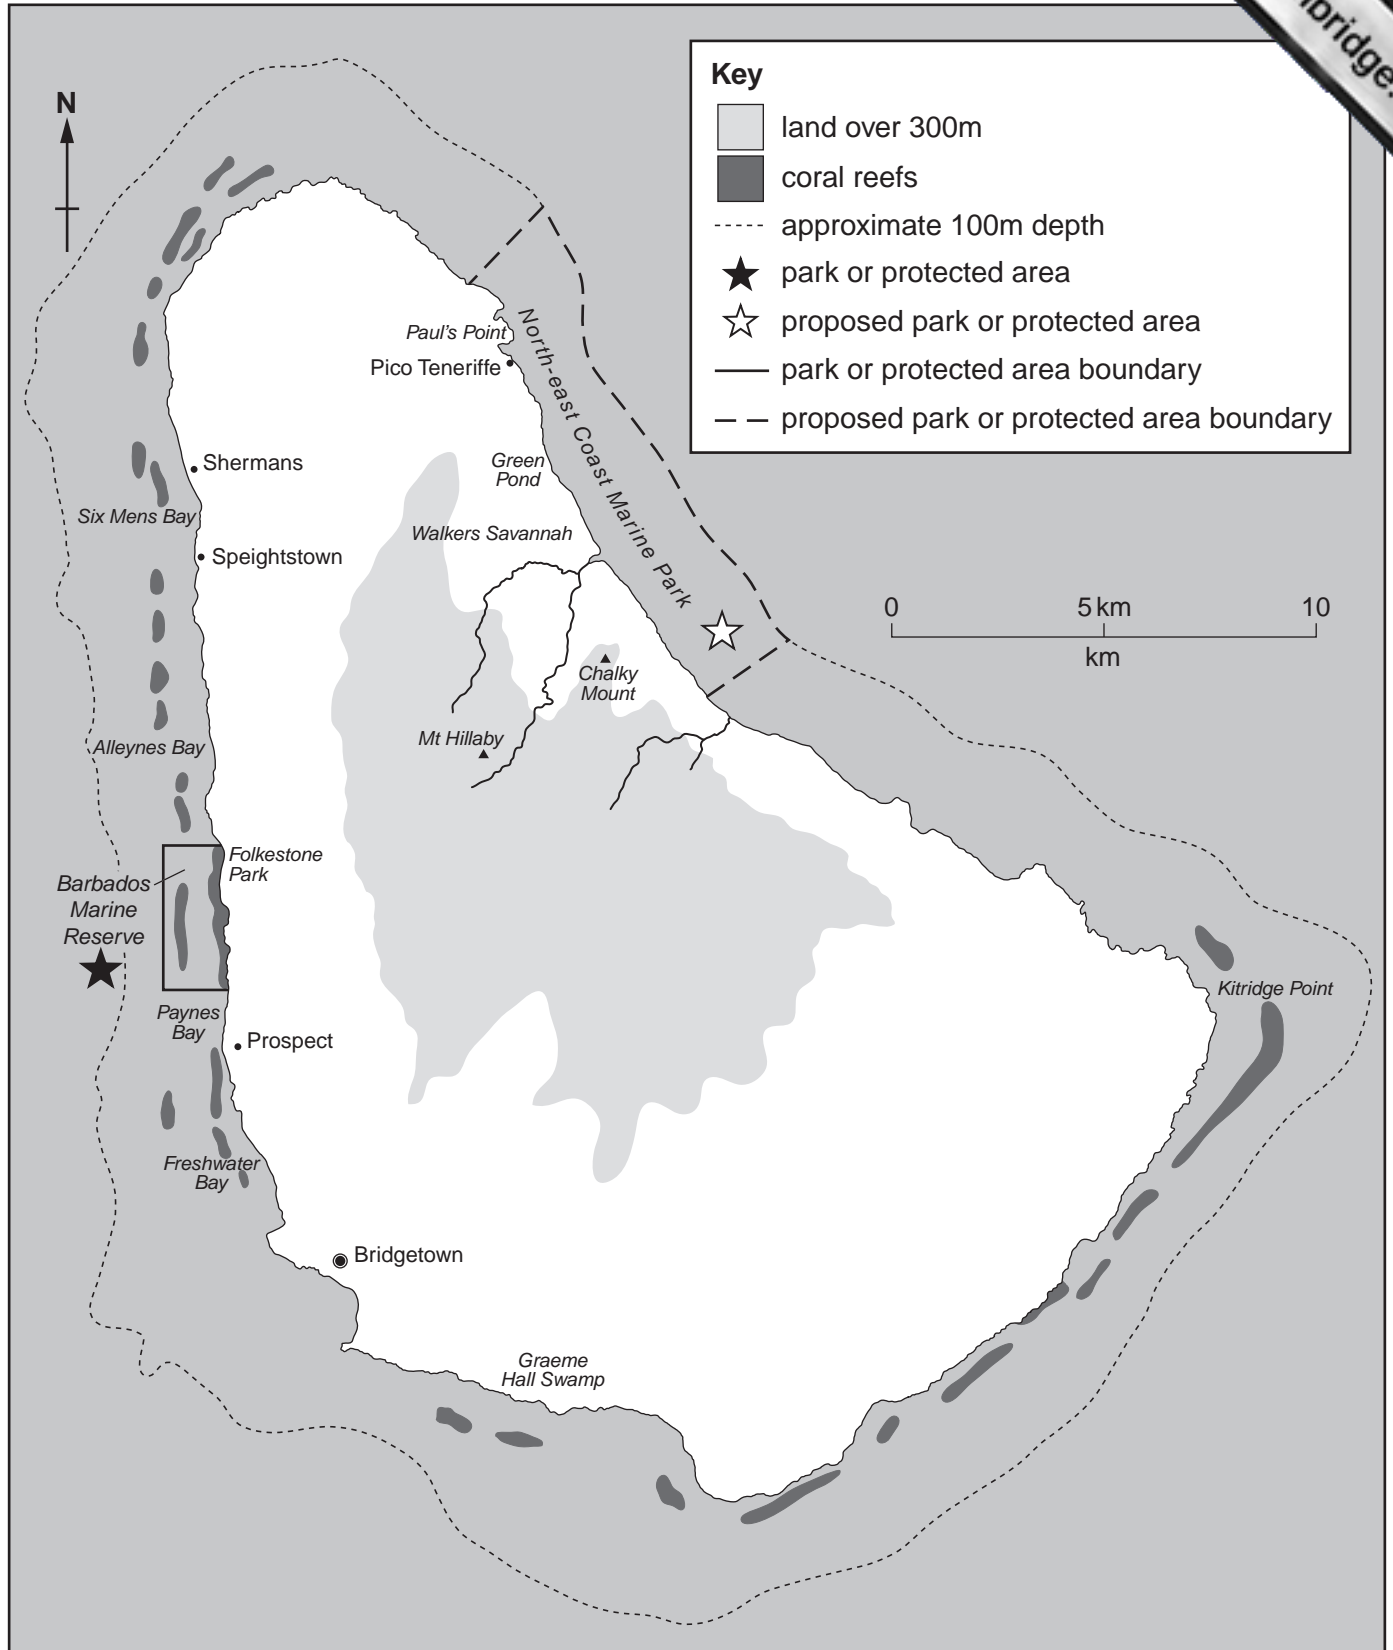 bridge.
N
Key
land over 300m
coral reefs
approximate 100m depth
park or protected area
proposed park or protected area
park or protected area boundary
proposed park or protected area boundary
North-east Coast Marine Park
Paul's Point
Pico Teneriffe
Shermans
Green
Pond
Six Mens Bay
Walkers Savannah
Speightstown
0 5 km 10
km
Chalky
Mount
Mt Hillaby
Alleynes Bay
Folkestone
Park
Barbados
Marine
Reserve
Kitridge Point
Paynes
Bay
Prospect
Freshwater
Bay
Bridgetown
Graeme
Hall Swamp